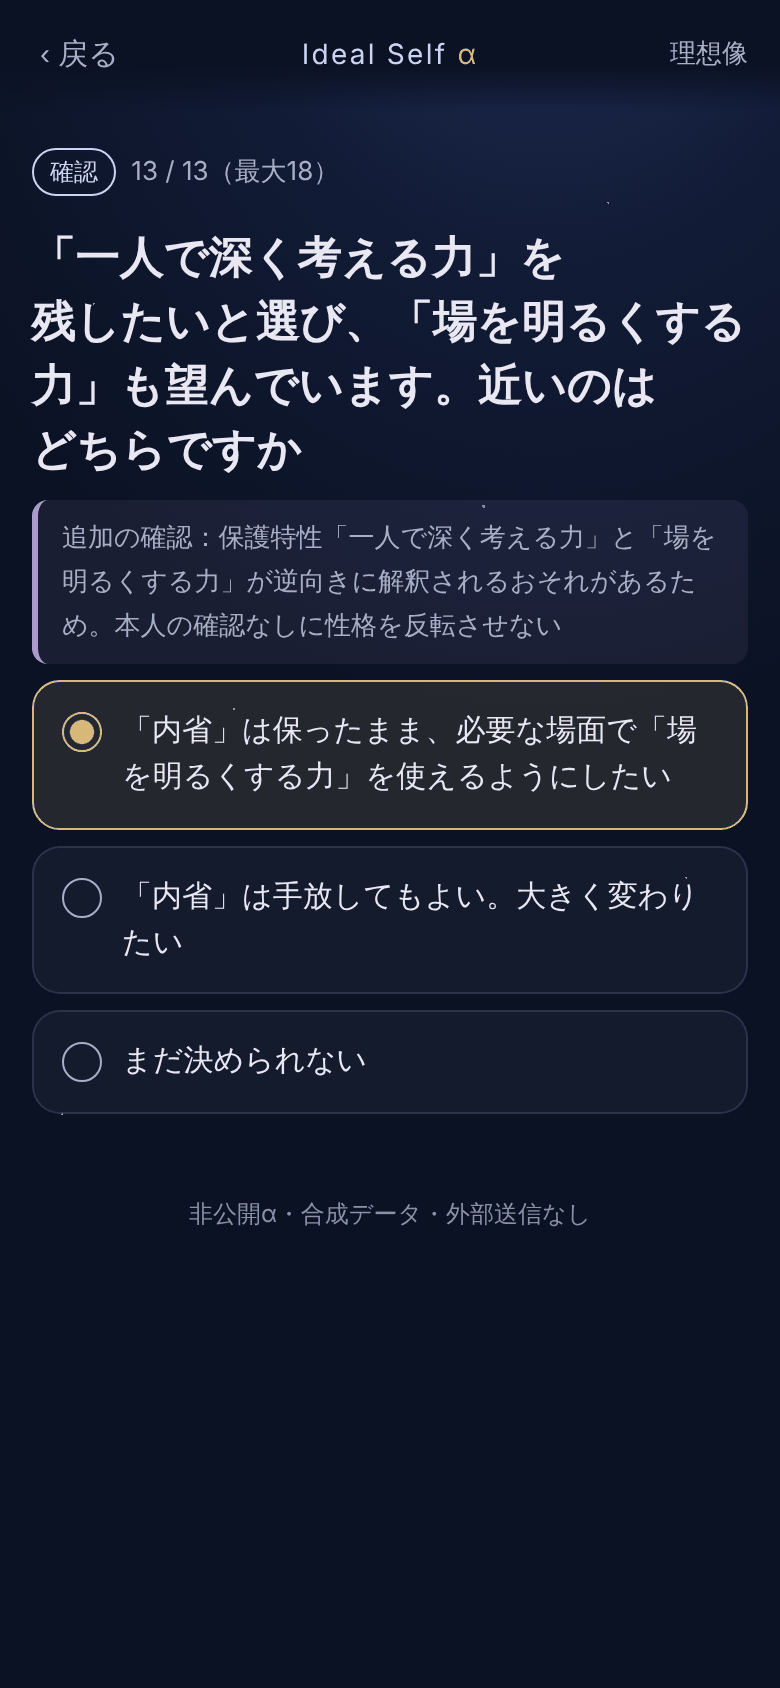 ‹ 戻る
Ideal Self α
理想像
確認
13 / 13（最大18）
「一人で深く考える力」を
残したいと選び、「場を明るくする
力」も望んでいます。近いのは
どちらですか
追加の確認：保護特性「一人で深く考える力」と「場を
明るくする力」が逆向きに解釈されるおそれがあるた
め。本人の確認なしに性格を反転させない
「内省」は保ったまま、必要な場面で「場
を明るくする力」を使えるようにしたい
「内省」は手放してもよい。大きく変わり
たい
まだ決められない
非公開α・合成データ・外部送信なし